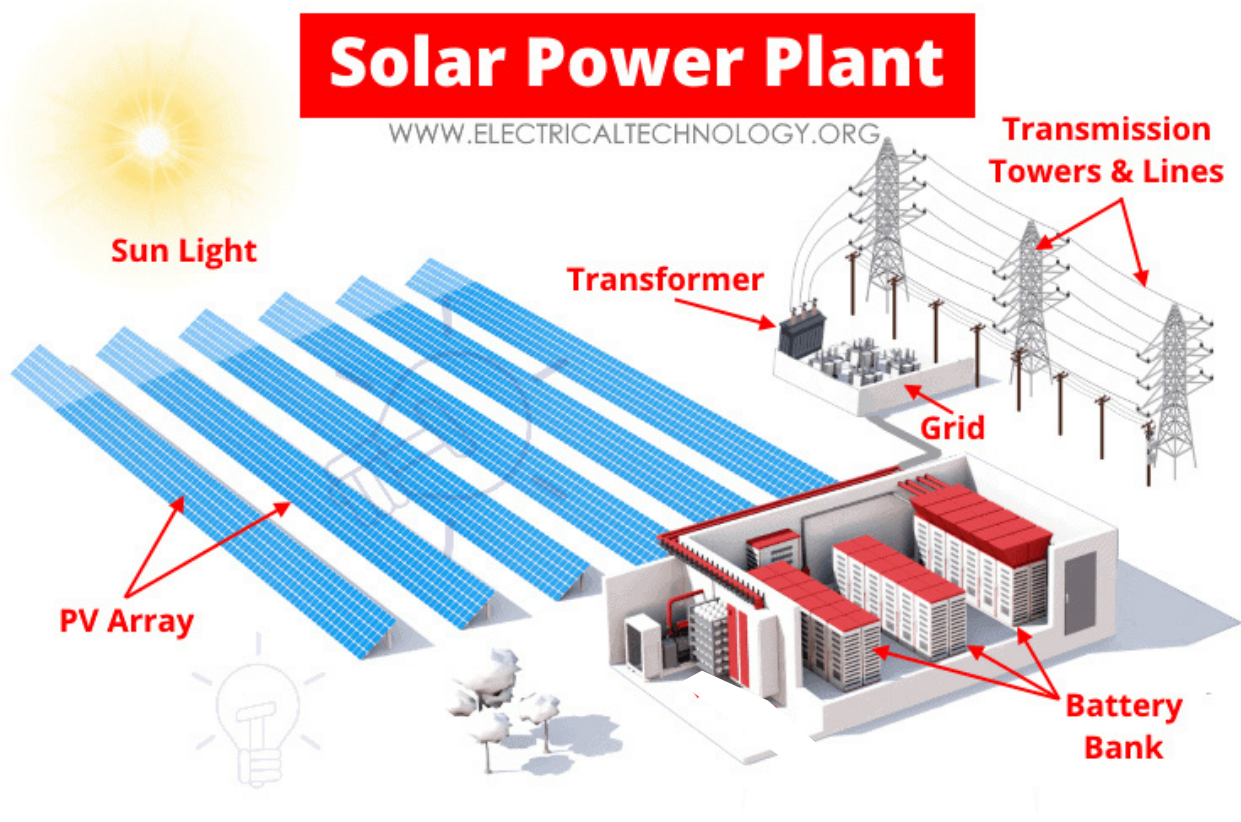 Solar Power Plant
WWW.ELECTRICALTECHNOLOGY.ORG
Transmission
Towers & Lines
Sun Light
Transformer
Grid
PV Array
Battery
Bank